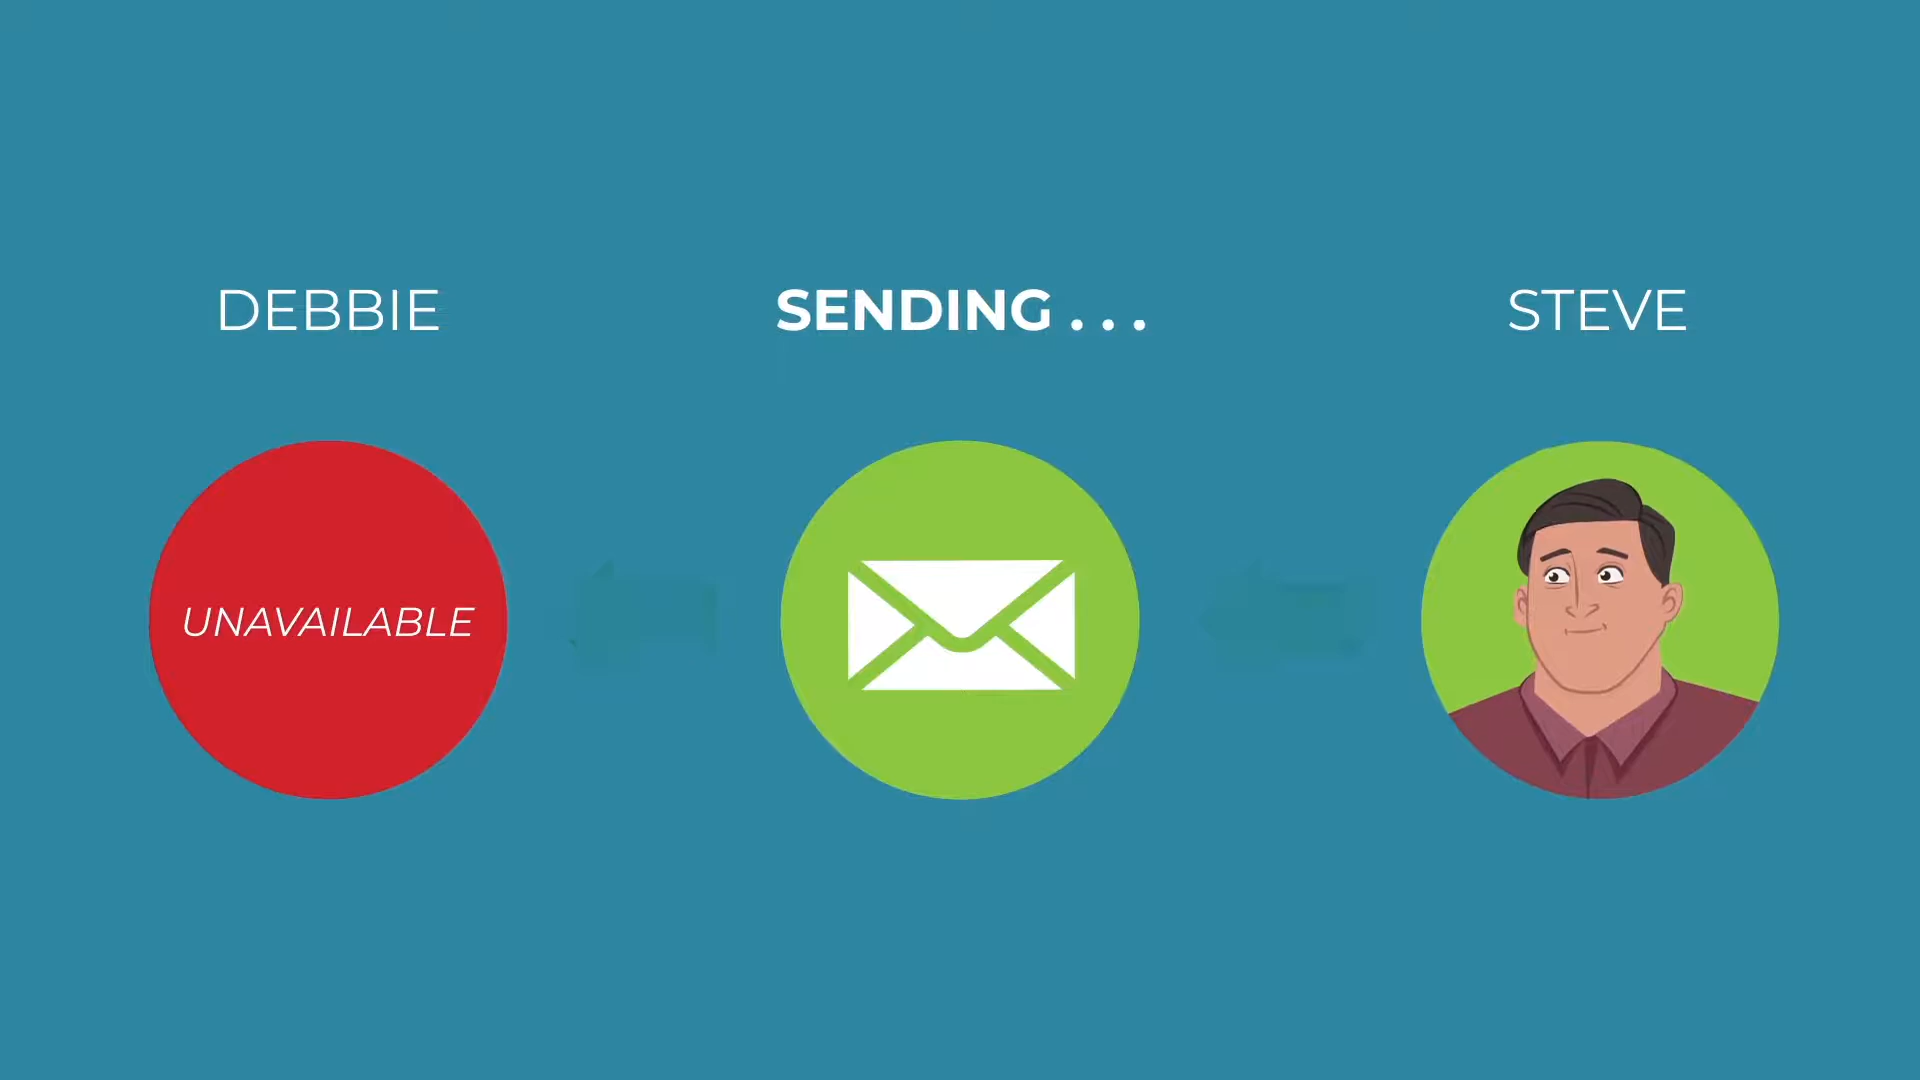 DEBBIE
SENDING . . .
STEVE
UNAVAILABLE